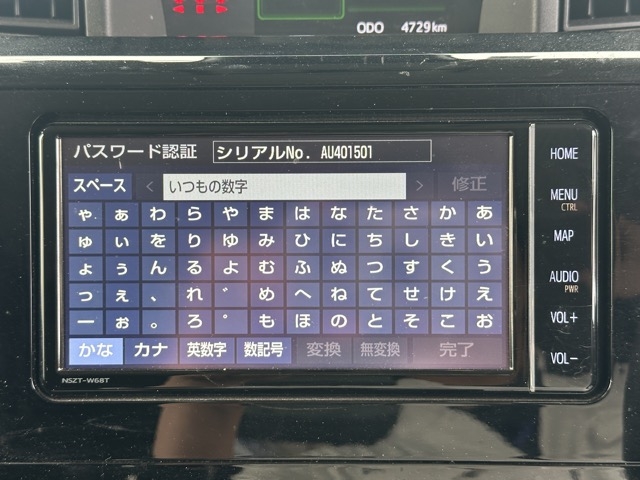 ODO 4729km
パスワード認証 シリアルNo. AU401501
スペース < いつもの数字 > 修正
ゃ ぁ わ ら や ま は な た さ か あ
ゅ ぃ を り ゆ み ひ に ち し き い
ょ ぅ ん る よ む ふ ぬ つ す く う
っ ぇ 、 れ ゛ め へ ね て せ け え
ー ぉ 。 ろ ゜ も ほ の と そ こ お
かな カナ 英数字 数記号 変換 無変換 完了
NSZT-W68T
HOME
MENU
CTRL
MAP
AUDIO
PWR
VOL+
VOL-